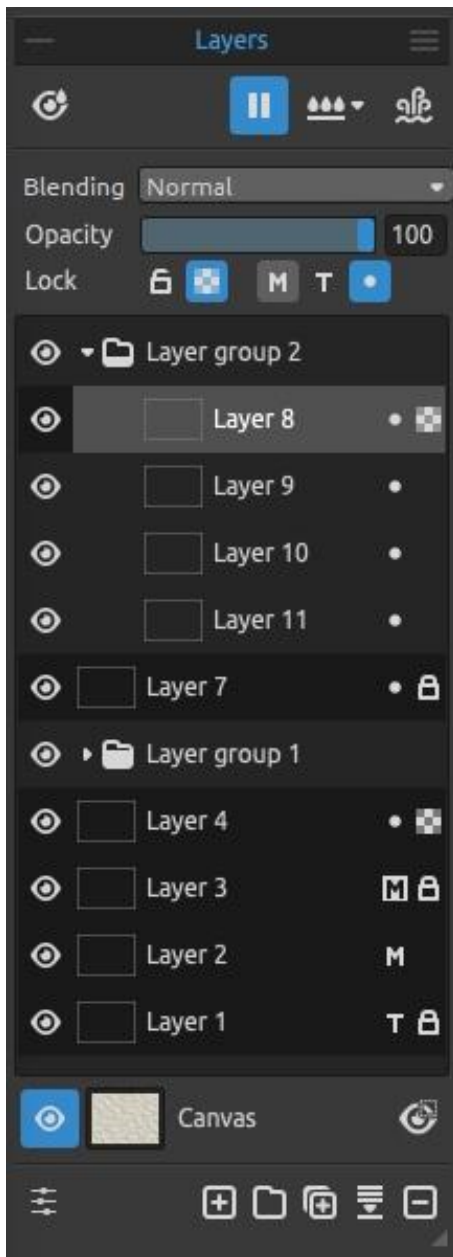 Layers
Blending Normal
Opacity 100
Lock M T
Layer group 2
Layer 8
Layer 9
Layer 10
Layer 11
Layer 7
Layer group 1
Layer 4
Layer 3 M
Layer 2 M
Layer 1 T
Canvas